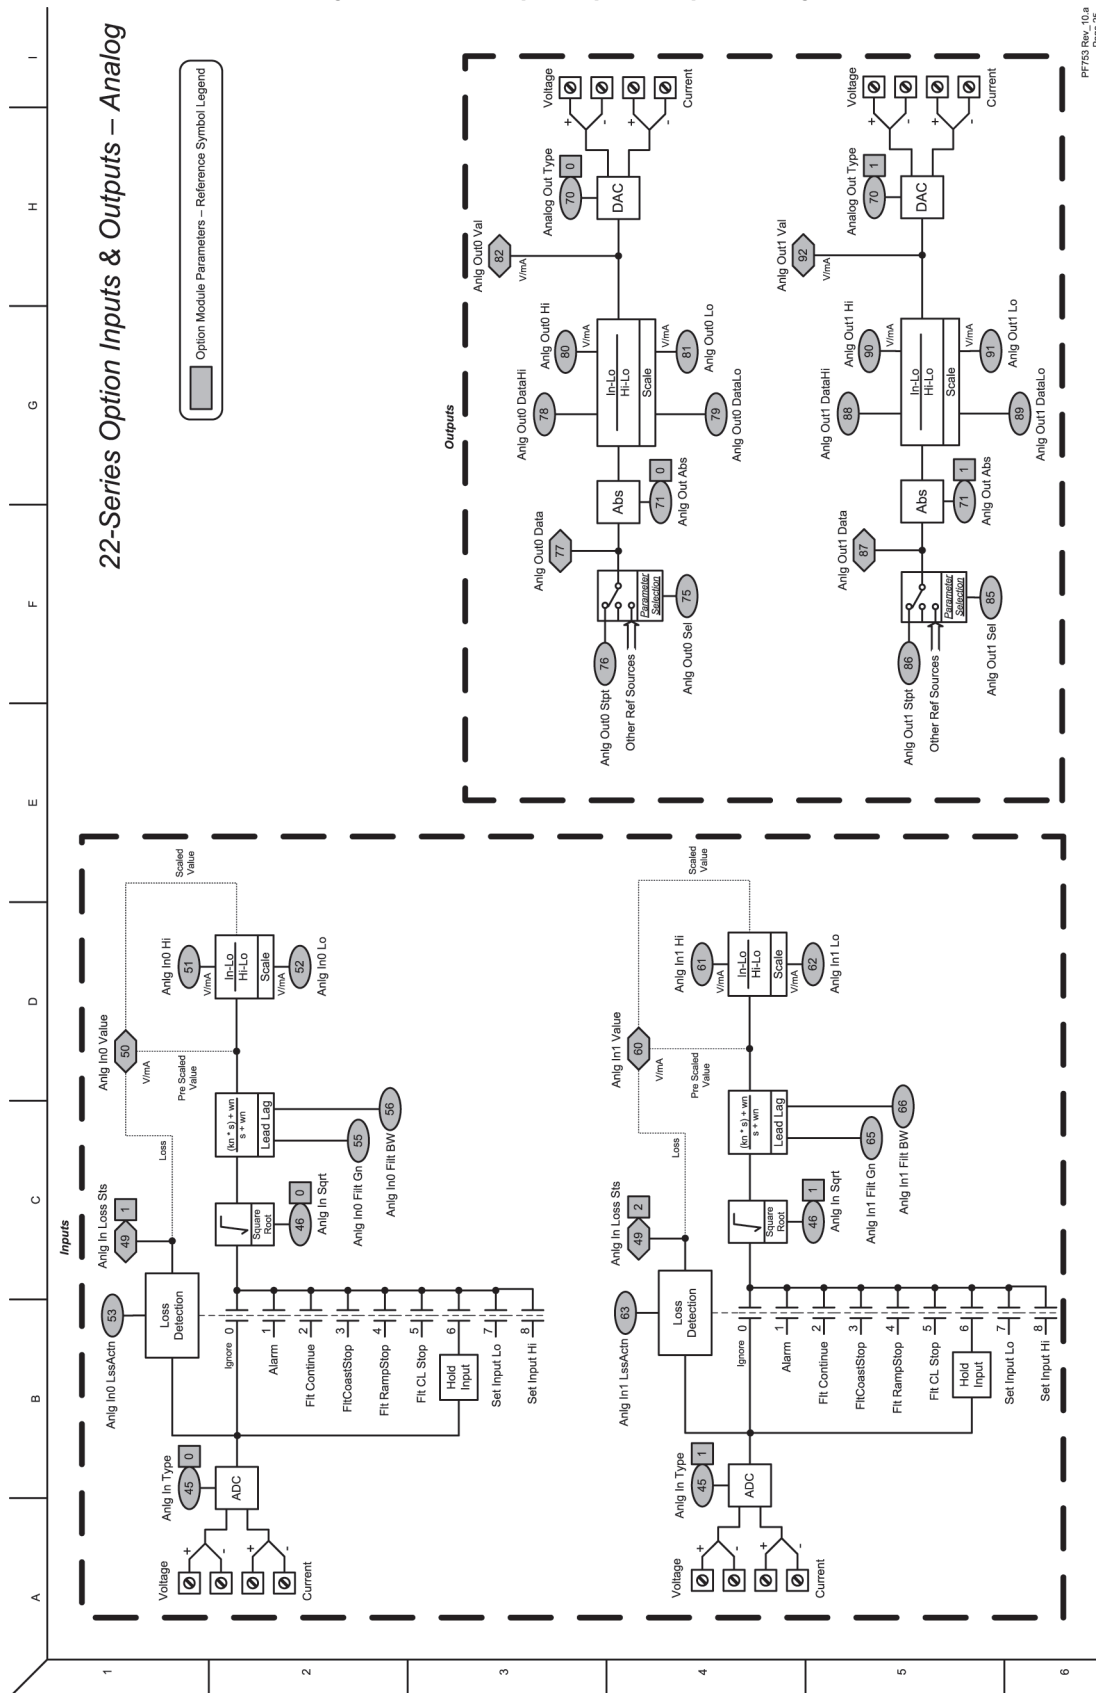 22-Series Option Inputs & Outputs – Analog
Option Module Parameters – Reference Symbol Legend
A
B
C
D
E
F
G
H
I
1
2
3
4
5
6
Inputs
Voltage
+
-
+
-
Current
Anlg In Type
45
0
ADC
Anlg In0 LssActn
53
Loss
Detection
Anlg In Loss Sts
49
1
Loss
Ignore
0
1
Alarm
2
Flt Continue
3
FltCoastStop
4
Flt RampStop
5
Flt CL Stop
6
Hold
Input
7
Set Input Lo
8
Set Input Hi
Square
Root
46
0
Anlg In Sqrt
(kn * s) + wn
s + wn
Lead Lag
55
Anlg In0 Filt Gn
56
Anlg In0 Filt BW
Anlg In0 Value
50
V/mA
Pre Scaled
Value
Anlg In0 Hi
51
V/mA
In-Lo
Hi-Lo
Scale
V/mA
52
Anlg In0 Lo
Scaled
Value
Voltage
+
-
+
-
Current
Anlg In Type
45
1
ADC
Anlg In1 LssActn
63
Loss
Detection
Anlg In Loss Sts
49
2
Loss
Ignore
0
1
Alarm
2
Flt Continue
3
FltCoastStop
4
Flt RampStop
5
Flt CL Stop
6
Hold
Input
7
Set Input Lo
8
Set Input Hi
Square
Root
46
1
Anlg In Sqrt
(kn * s) + wn
s + wn
Lead Lag
65
Anlg In1 Filt Gn
66
Anlg In1 Filt BW
Anlg In1 Value
60
V/mA
Pre Scaled
Value
Anlg In1 Hi
61
V/mA
In-Lo
Hi-Lo
Scale
V/mA
62
Anlg In1 Lo
Scaled
Value
Outputs
76
Anlg Out0 Stpt
Other Ref Sources
Parameter
Selection
75
Anlg Out0 Sel
Anlg Out0 Data
77
Abs
71
0
Anlg Out Abs
Anlg Out0 DataHi
78
Anlg Out0 Hi
80
V/mA
In-Lo
Hi-Lo
Scale
79
Anlg Out0 DataLo
V/mA
81
Anlg Out0 Lo
Anlg Out0 Val
82
V/mA
Analog Out Type
70
0
DAC
Voltage
+
-
+
-
Current
86
Anlg Out1 Stpt
Other Ref Sources
Parameter
Selection
85
Anlg Out1 Sel
Anlg Out1 Data
87
Abs
71
1
Anlg Out Abs
Anlg Out1 DataHi
88
Anlg Out1 Hi
90
V/mA
In-Lo
Hi-Lo
Scale
89
Anlg Out1 DataLo
V/mA
91
Anlg Out1 Lo
Anlg Out1 Val
92
V/mA
Analog Out Type
70
1
DAC
Voltage
+
-
+
-
Current
PF753 Rev_10.a